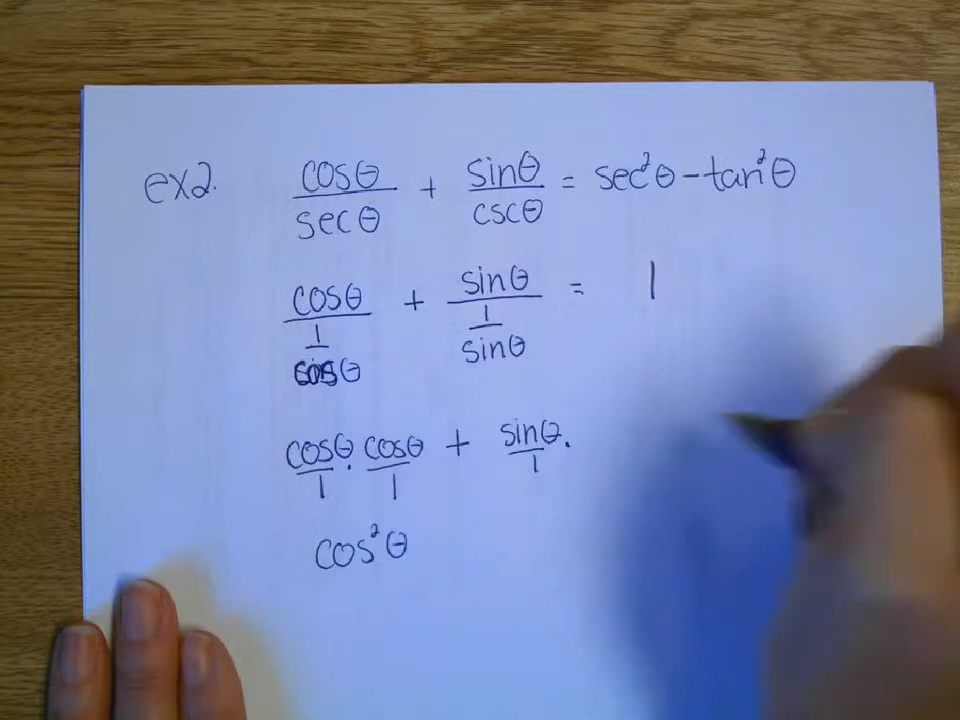 ex2. cosθ/secθ + sinθ/cscθ = sec²θ - tan²θ
cosθ/(1/cosθ) + sinθ/(1/sinθ) = 1
cosθ/1 · cosθ/1 + sinθ/1 ·
cos²θ